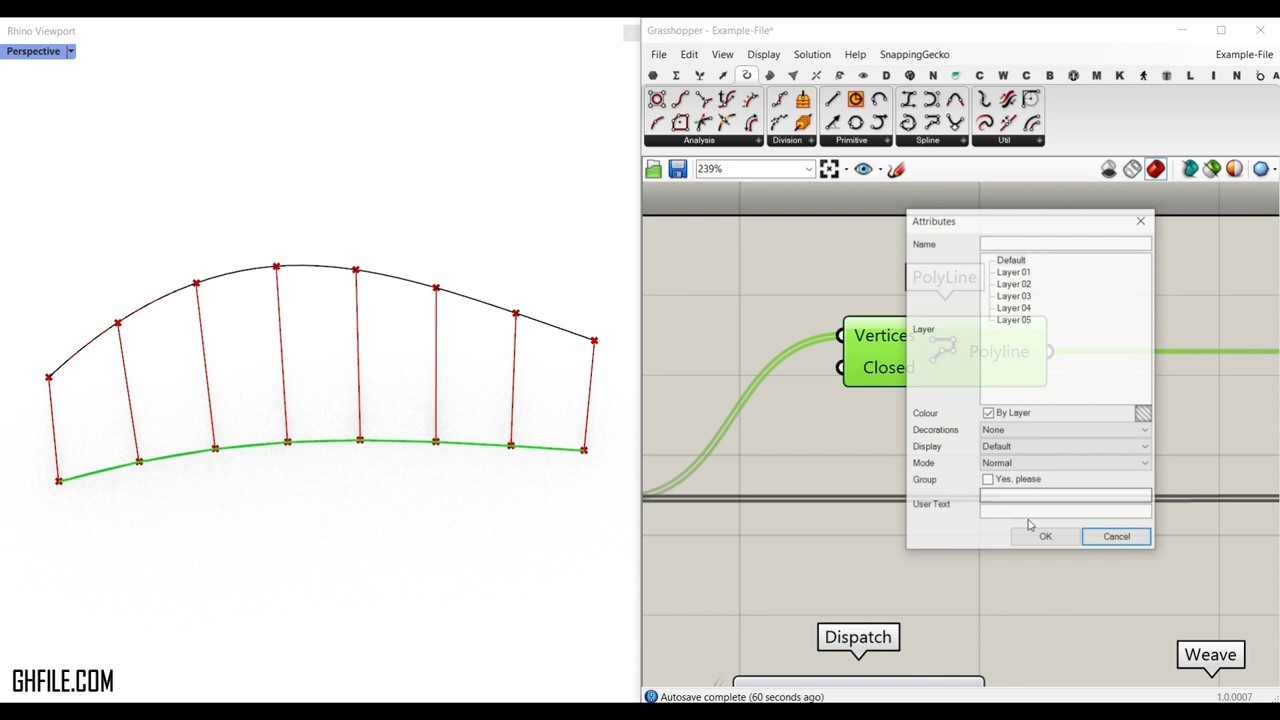 Rhino Viewport
Perspective
Grasshopper - Example-File*
File Edit View Display Solution Help SnappingGecko Example-File
D N C W C B M K L I N A
Analysis Division Primitive Spline Util
239%
Attributes
Name
Default
Layer 01
Layer 02
Layer 03
Layer 04
Layer 05
Layer
PolyLine
Vertices
Closed
Polyline
Colour By Layer
Decorations None
Display Default
Mode Normal
Group Yes, please
User Text
OK Cancel
Dispatch
Weave
GHFILE.COM
Autosave complete (60 seconds ago) 1.0.0007